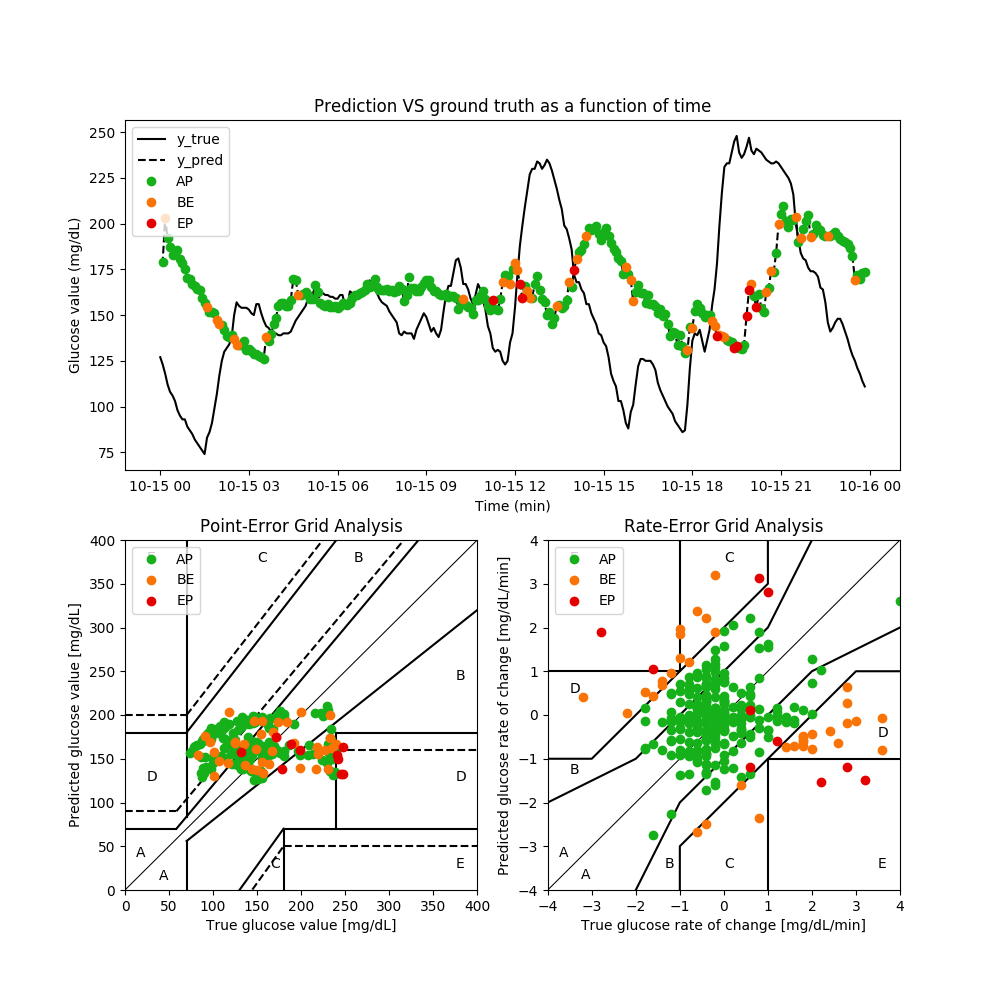 Prediction VS ground truth as a function of time
Glucose value (mg/dL)
250
225
200
175
150
125
100
75
y_true
y_pred
AP
BE
EP
10-15 00 10-15 03 10-15 06 10-15 09 10-15 12 10-15 15 10-15 18 10-15 21 10-16 00
Time (min)
Point-Error Grid Analysis
Predicted glucose value [mg/dL]
400
350
300
250
200
150
100
50
0
AP
BE
EP
C B
B
D D
A
A C E
0 50 100 150 200 250 300 350 400
True glucose value [mg/dL]
Rate-Error Grid Analysis
Predicted glucose rate of change [mg/dL/min]
4
3
2
1
0
−1
−2
−3
−4
AP
BE
EP
C
D
D
B
A
A B C E
−4 −3 −2 −1 0 1 2 3 4
True glucose rate of change [mg/dL/min]